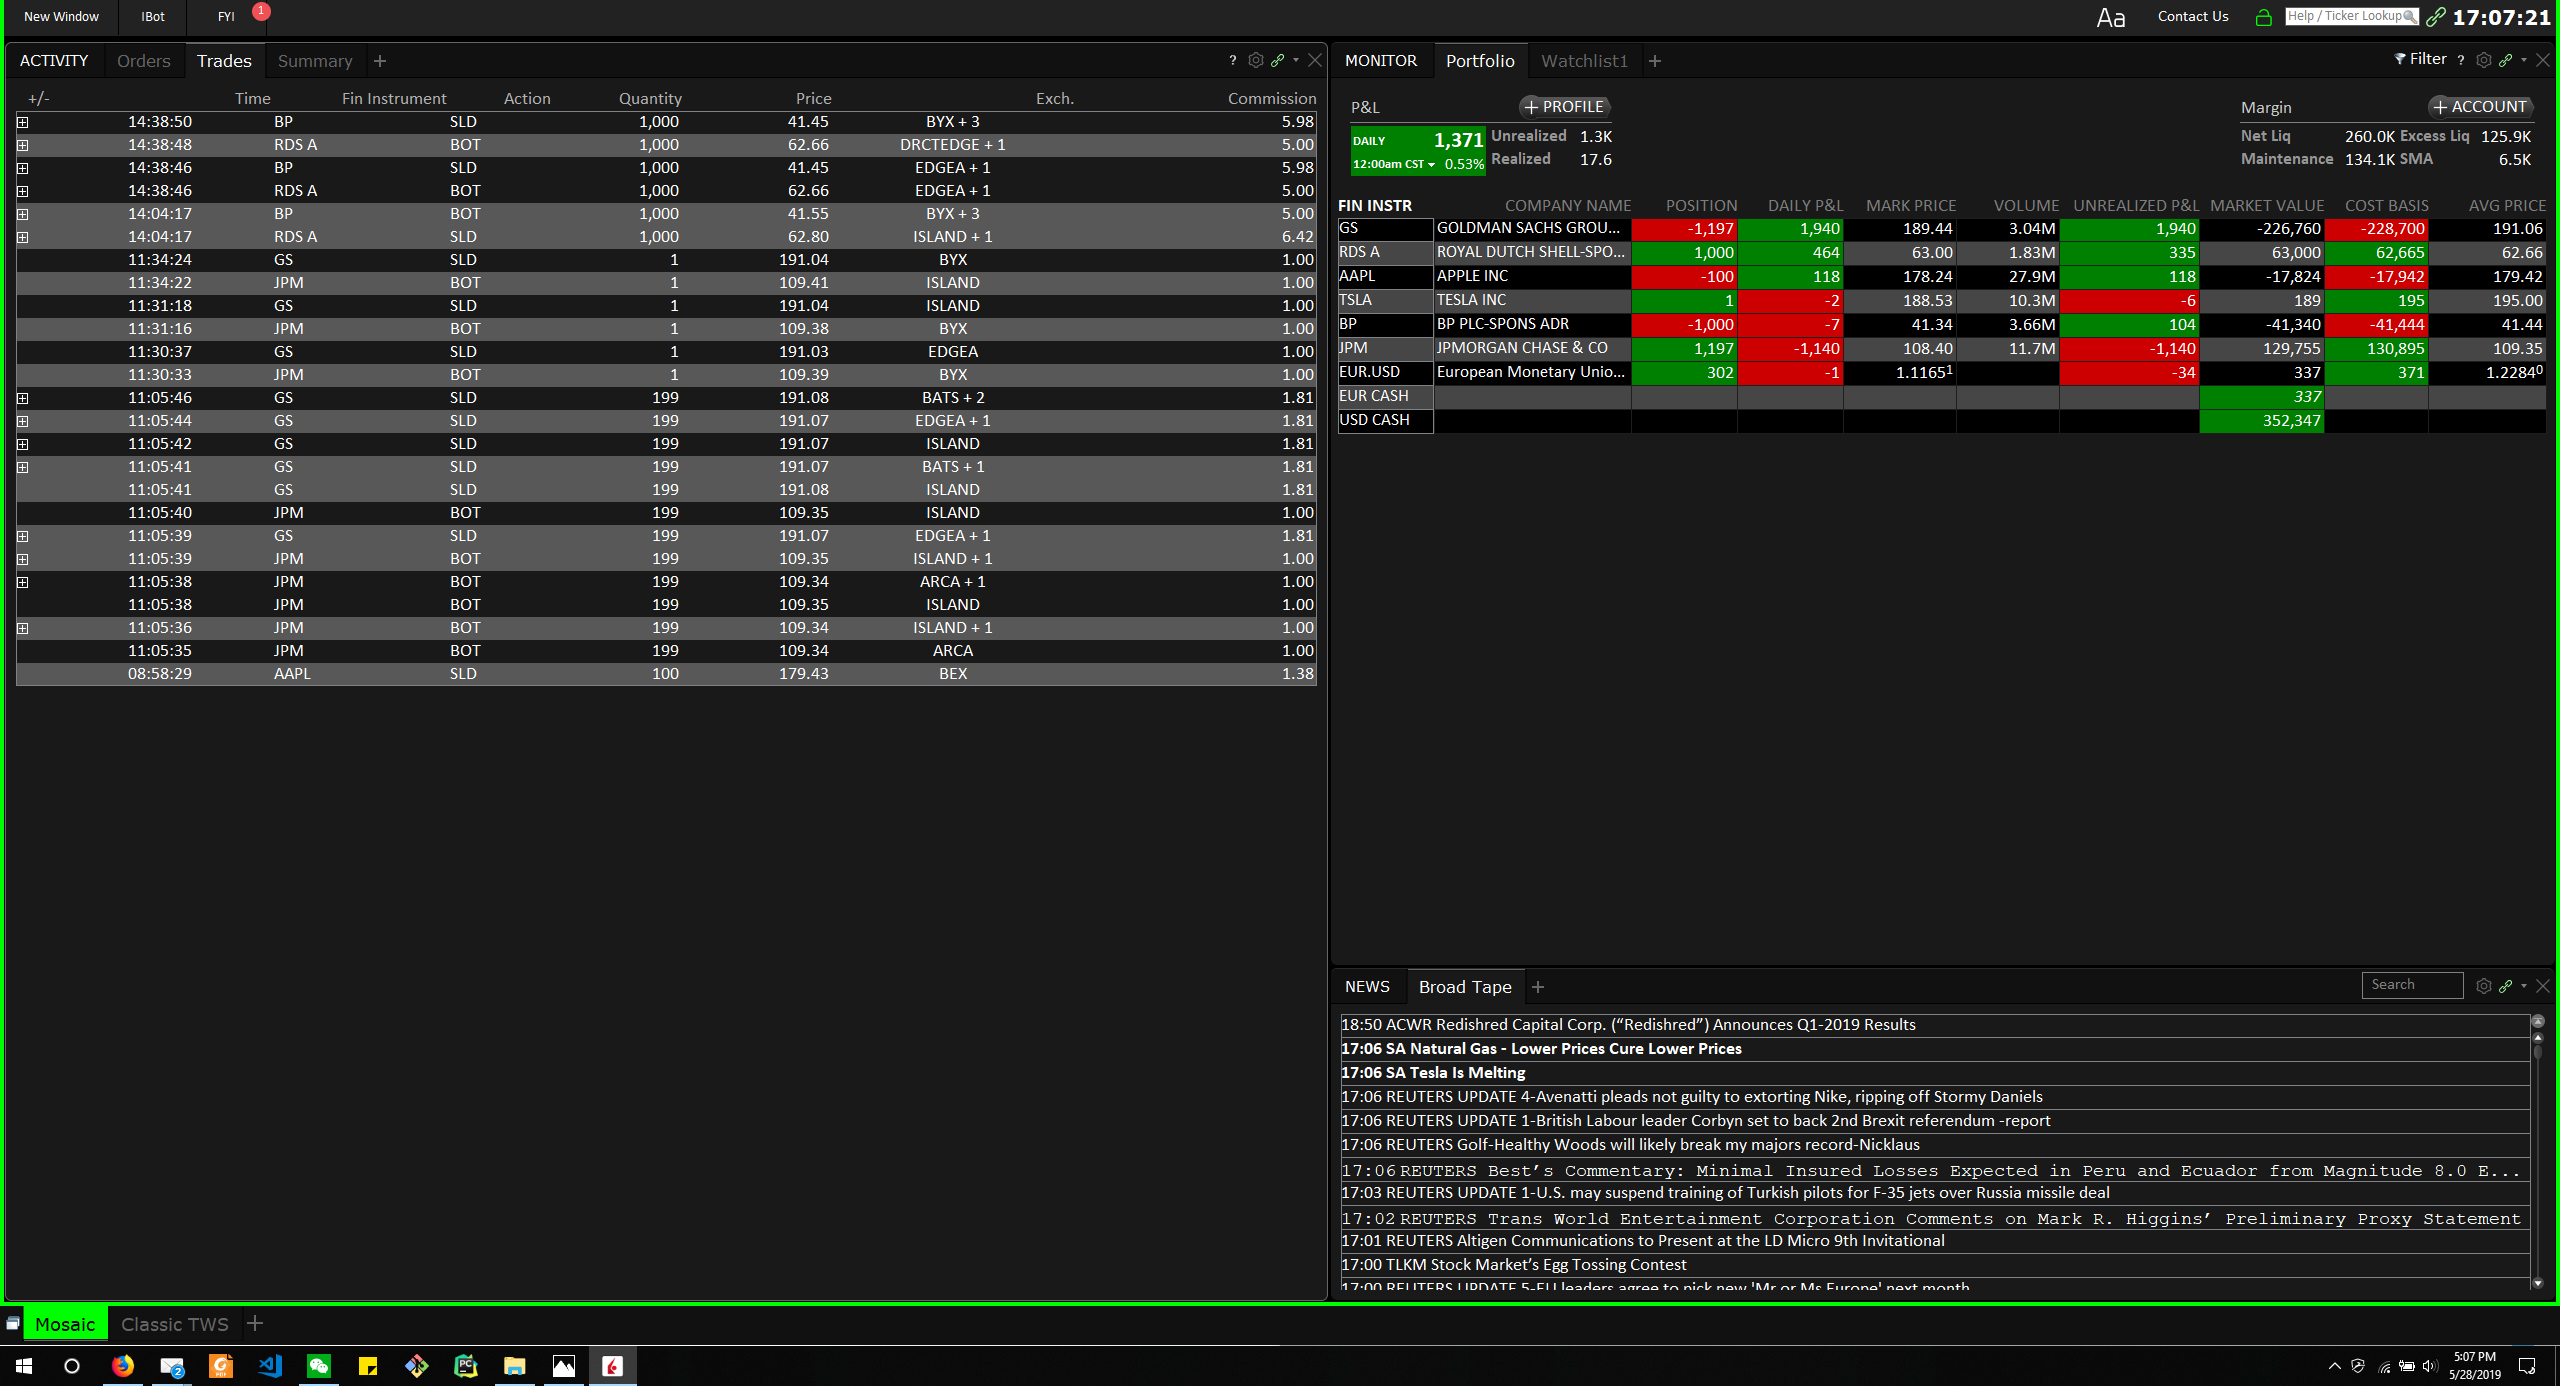 New Window IBot FYI 1 Aa Contact Us Help / Ticker Lookup 17:07:21
ACTIVITY Orders Trades Summary + ?
+/- Time Fin Instrument Action Quantity Price Exch. Commission
14:38:50 BP SLD 1,000 41.45 BYX + 3 5.98
14:38:48 RDS A BOT 1,000 62.66 DRCTEDGE + 1 5.00
14:38:46 BP SLD 1,000 41.45 EDGEA + 1 5.98
14:38:46 RDS A BOT 1,000 62.66 EDGEA + 1 5.00
14:04:17 BP BOT 1,000 41.55 BYX + 3 5.00
14:04:17 RDS A SLD 1,000 62.80 ISLAND + 1 6.42
11:34:24 GS SLD 1 191.04 BYX 1.00
11:34:22 JPM BOT 1 109.41 ISLAND 1.00
11:31:18 GS SLD 1 191.04 ISLAND 1.00
11:31:16 JPM BOT 1 109.38 BYX 1.00
11:30:37 GS SLD 1 191.03 EDGEA 1.00
11:30:33 JPM BOT 1 109.39 BYX 1.00
11:05:46 GS SLD 199 191.08 BATS + 2 1.81
11:05:44 GS SLD 199 191.07 EDGEA + 1 1.81
11:05:42 GS SLD 199 191.07 ISLAND 1.81
11:05:41 GS SLD 199 191.07 BATS + 1 1.81
11:05:41 GS SLD 199 191.08 ISLAND 1.81
11:05:40 JPM BOT 199 109.35 ISLAND 1.00
11:05:39 GS SLD 199 191.07 EDGEA + 1 1.81
11:05:39 JPM BOT 199 109.35 ISLAND + 1 1.00
11:05:38 JPM BOT 199 109.34 ARCA + 1 1.00
11:05:38 JPM BOT 199 109.35 ISLAND 1.00
11:05:36 JPM BOT 199 109.34 ISLAND + 1 1.00
11:05:35 JPM BOT 199 109.34 ARCA 1.00
08:58:29 AAPL SLD 100 179.43 BEX 1.38
MONITOR Portfolio Watchlist1 + Filter ?
P&L + PROFILE Margin + ACCOUNT
DAILY 1,371 Unrealized 1.3K Net Liq 260.0K Excess Liq 125.9K
12:00am CST 0.53% Realized 17.6 Maintenance 134.1K SMA 6.5K
FIN INSTR COMPANY NAME POSITION DAILY P&L MARK PRICE VOLUME UNREALIZED P&L MARKET VALUE COST BASIS AVG PRICE
GS GOLDMAN SACHS GROU... -1,197 1,940 189.44 3.04M 1,940 -226,760 -228,700 191.06
RDS A ROYAL DUTCH SHELL-SPO... 1,000 464 63.00 1.83M 335 63,000 62,665 62.66
AAPL APPLE INC -100 118 178.24 27.9M 118 -17,824 -17,942 179.42
TSLA TESLA INC 1 -2 188.53 10.3M -6 189 195 195.00
BP BP PLC-SPONS ADR -1,000 -7 41.34 3.66M 104 -41,340 -41,444 41.44
JPM JPMORGAN CHASE & CO 1,197 -1,140 108.40 11.7M -1,140 129,755 130,895 109.35
EUR.USD European Monetary Unio... 302 -1 1.1165¹ -34 337 371 1.2284⁰
EUR CASH 337
USD CASH 352,347
NEWS Broad Tape + Search
18:50 ACWR Redishred Capital Corp. (“Redishred”) Announces Q1-2019 Results
17:06 SA Natural Gas - Lower Prices Cure Lower Prices
17:06 SA Tesla Is Melting
17:06 REUTERS UPDATE 4-Avenatti pleads not guilty to extorting Nike, ripping off Stormy Daniels
17:06 REUTERS UPDATE 1-British Labour leader Corbyn set to back 2nd Brexit referendum -report
17:06 REUTERS Golf-Healthy Woods will likely break my majors record-Nicklaus
17:06 REUTERS Best’s Commentary: Minimal Insured Losses Expected in Peru and Ecuador from Magnitude 8.0 E...
17:03 REUTERS UPDATE 1-U.S. may suspend training of Turkish pilots for F-35 jets over Russia missile deal
17:02 REUTERS Trans World Entertainment Corporation Comments on Mark R. Higgins’ Preliminary Proxy Statement
17:01 REUTERS Altigen Communications to Present at the LD Micro 9th Invitational
17:00 TLKM Stock Market’s Egg Tossing Contest
17:00 REUTERS UPDATE 5-EU leaders agree to pick new 'Mr or Ms Europe' next month
Mosaic Classic TWS +
2 PC 5:07 PM
5/28/2019